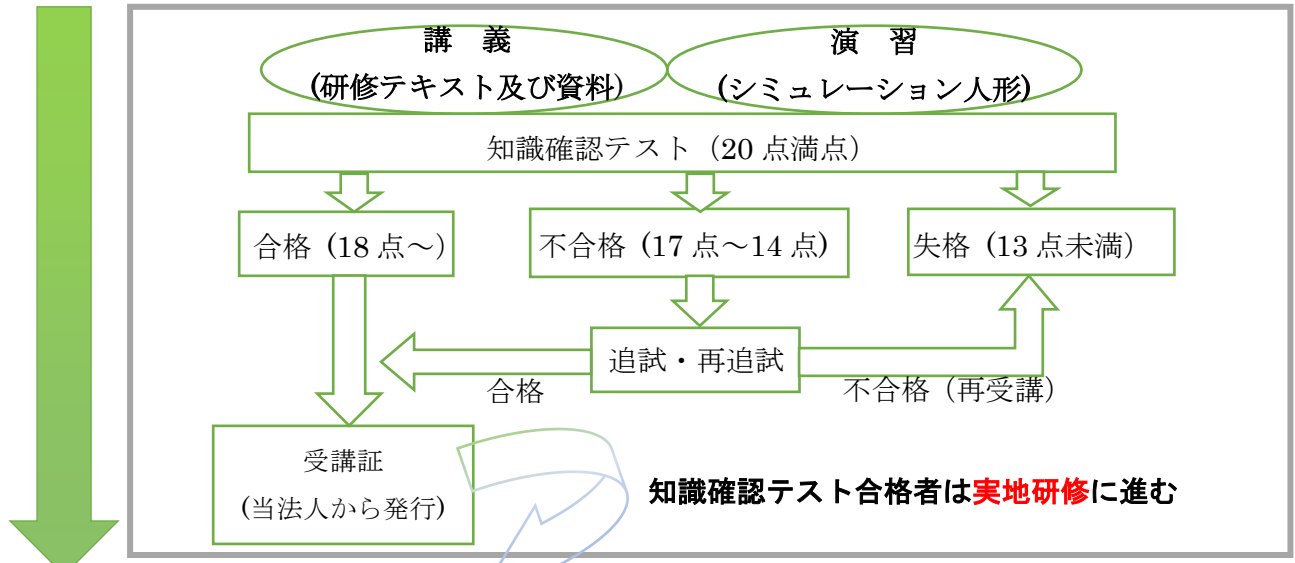 講　義
(研修テキスト及び資料)
演　習
(シミュレーション人形)
知識確認テスト（20 点満点）
合格（18 点～）
不合格（17 点～14 点)
失格（13 点未満）
追試・再追試
合格
不合格（再受講）
受講証
(当法人から発行)
知識確認テスト合格者は実地研修に進む